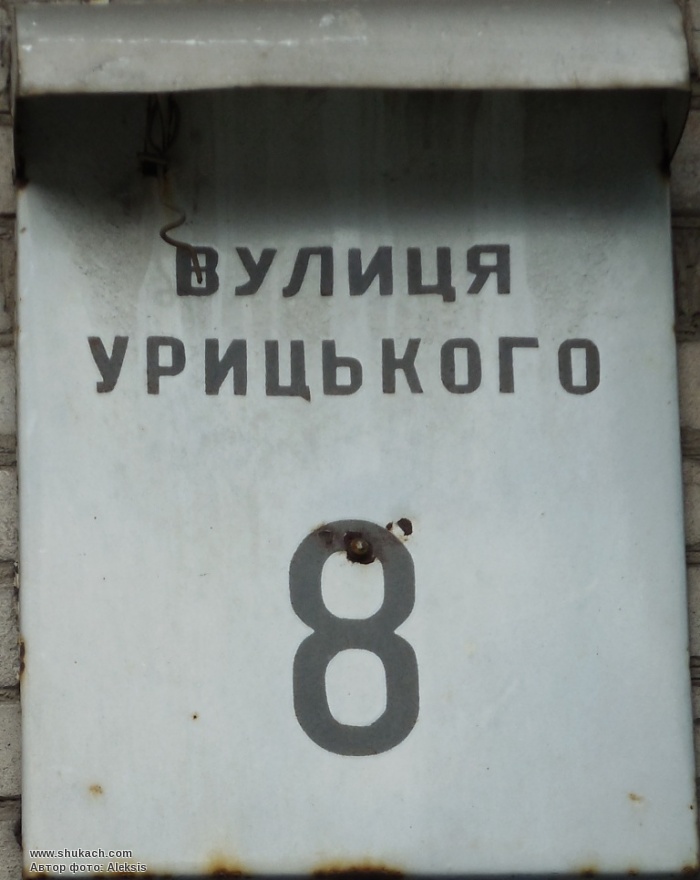 ВУЛИЦЯ
УРИЦЬКОГО
8
www.shukach.com
Автор фото: Aleksis